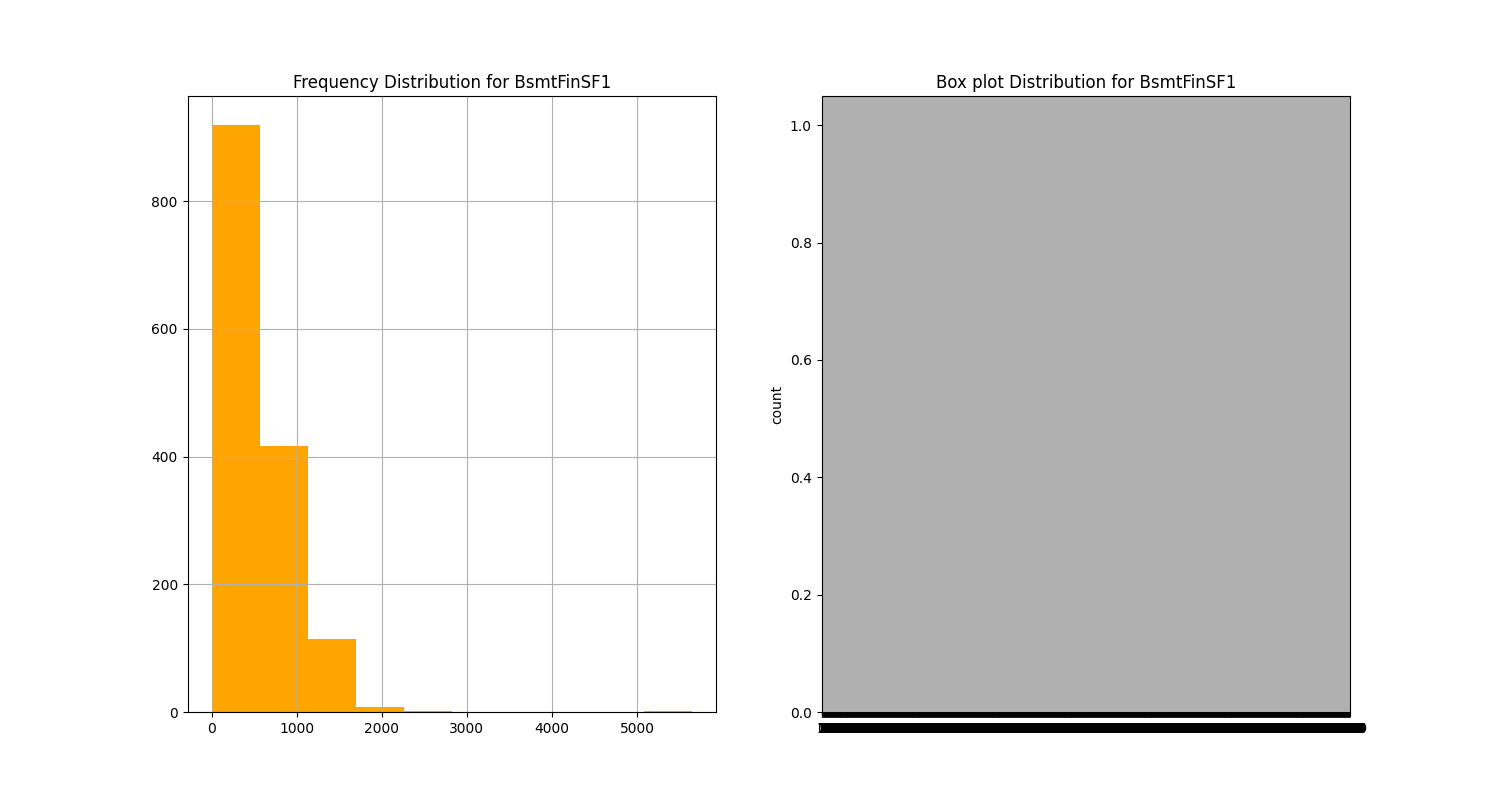 Frequency Distribution for BsmtFinSF1
800
600
400
200
0
0 1000 2000 3000 4000 5000
Box plot Distribution for BsmtFinSF1
count
1.0
0.8
0.6
0.4
0.2
0.0